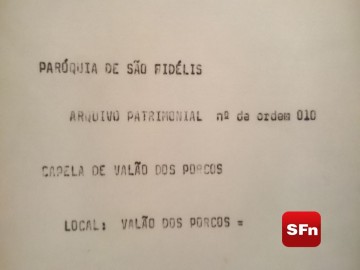 PARÓQUIA DE SÃO FIDÉLIS
ARQUIVO PATRIMONIAL nº de ordem 010
CAPELA DE VALÃO DOS PORCOS
LOCAL: VALÃO DOS PORCOS =
SFn